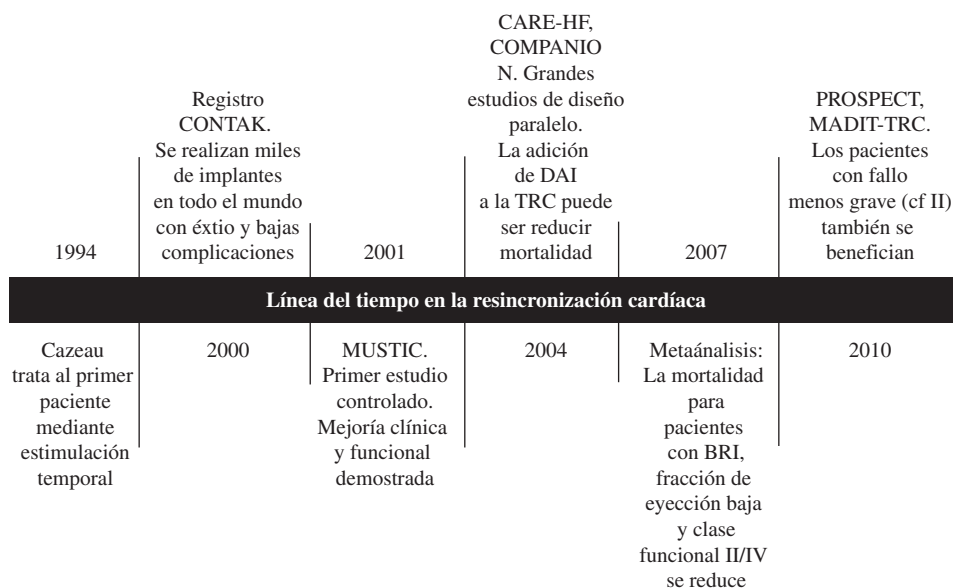 1994
Cazeau
trata al primer
paciente
mediante
estimulación
temporal
Registro
CONTAK.
Se realizan miles
de implantes
en todo el mundo
con éxtio y bajas
complicaciones
2000
2001
MUSTIC.
Primer estudio
controlado.
Mejoría clínica
y funcional
demostrada
CARE-HF,
COMPANIO
N. Grandes
estudios de diseño
paralelo.
La adición
de DAI
a la TRC puede
ser reducir
mortalidad
2004
2007
Metaánalisis:
La mortalidad
para
pacientes
con BRI,
fracción de
eyección baja
y clase
funcional II/IV
se reduce
PROSPECT,
MADIT-TRC.
Los pacientes
con fallo
menos grave (cf II)
también se
benefician
2010
Línea del tiempo en la resincronización cardíaca